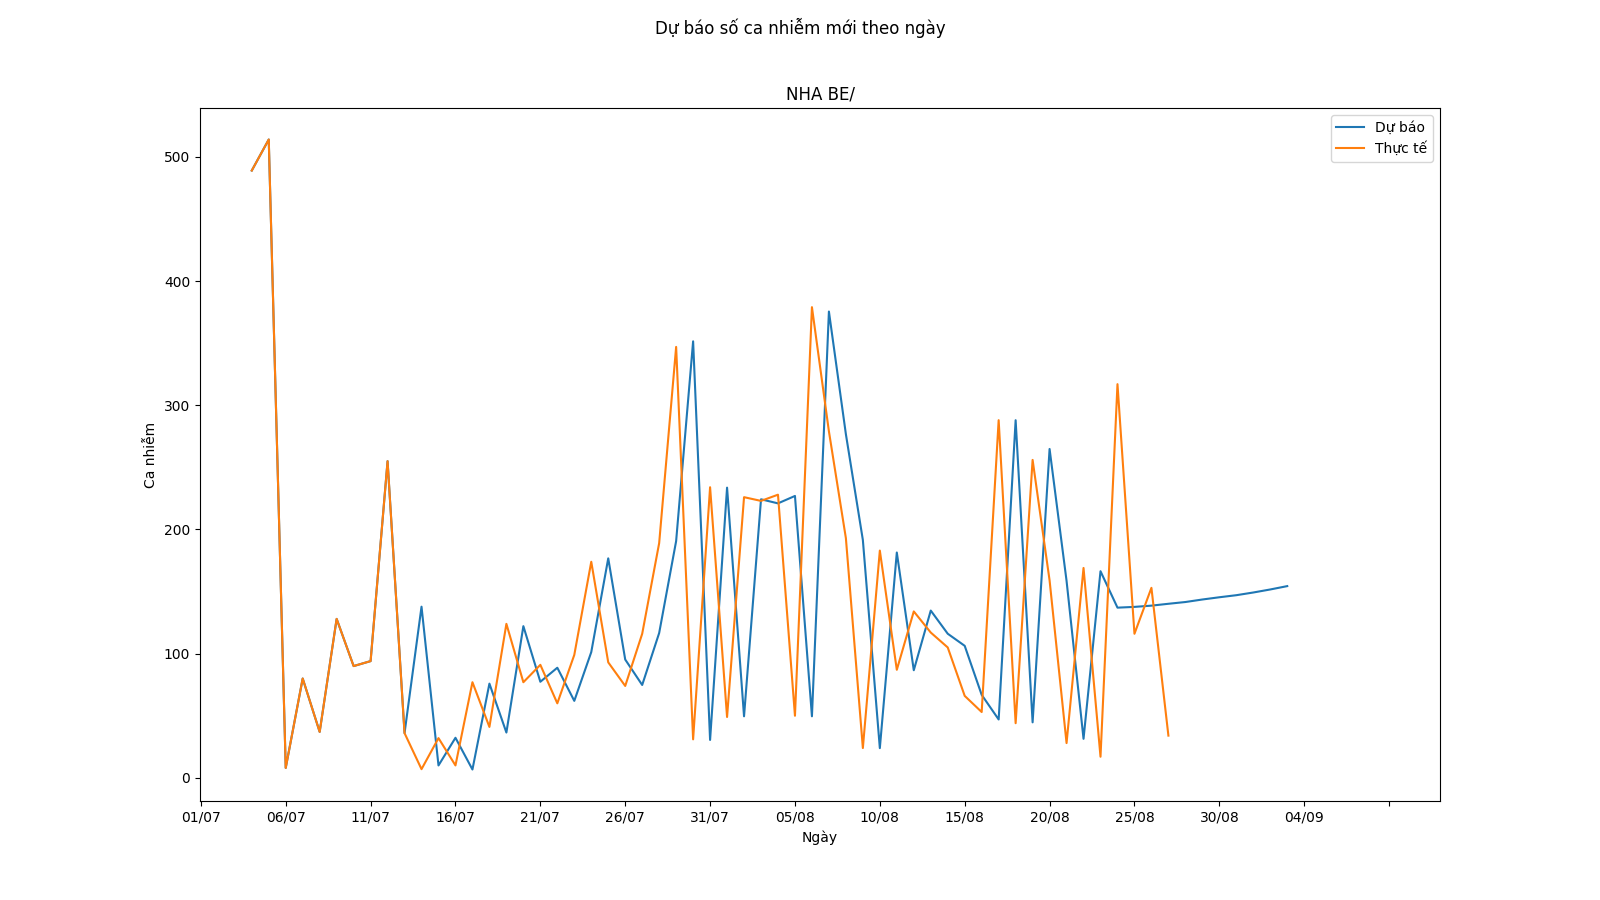 Dự báo số ca nhiễm mới theo ngày
NHA BE/
Dự báo
Thực tế
500
400
300
200
100
0
Ca nhiễm
01/07 06/07 11/07 16/07 21/07 26/07 31/07 05/08 10/08 15/08 20/08 25/08 30/08 04/09
Ngày